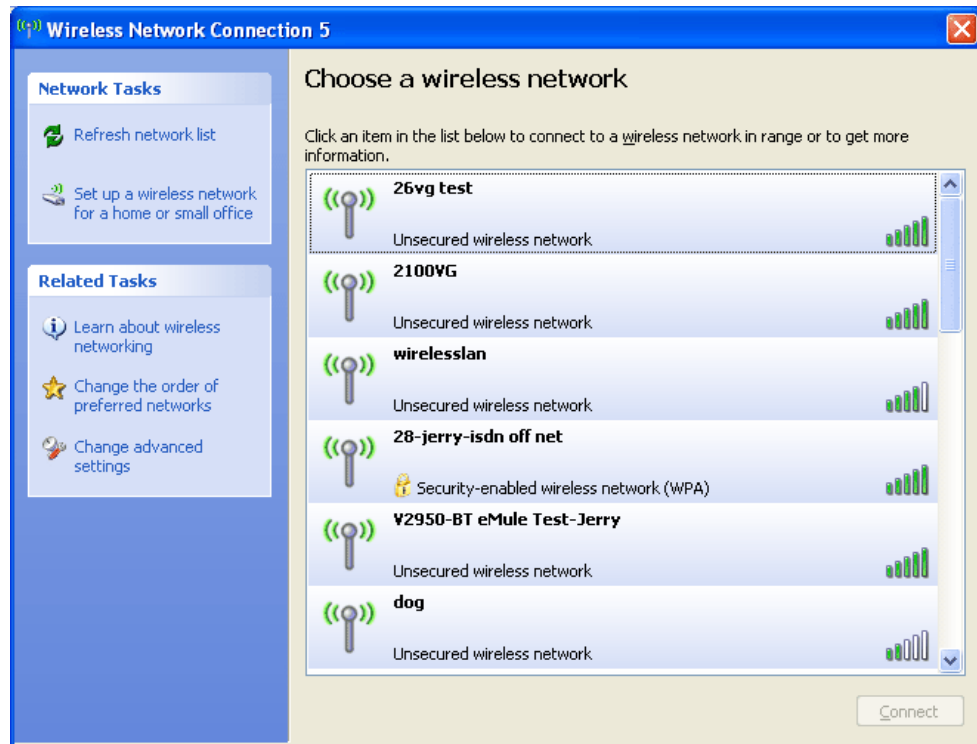 Wireless Network Connection 5
Network Tasks
Refresh network list
Set up a wireless network
for a home or small office
Related Tasks
Learn about wireless
networking
Change the order of
preferred networks
Change advanced
settings
Choose a wireless network
Click an item in the list below to connect to a wireless network in range or to get more
information.
26vg test
Unsecured wireless network
2100VG
Unsecured wireless network
wirelesslan
Unsecured wireless network
28-jerry-isdn off net
Security-enabled wireless network (WPA)
V2950-BT eMule Test-Jerry
Unsecured wireless network
dog
Unsecured wireless network
Connect